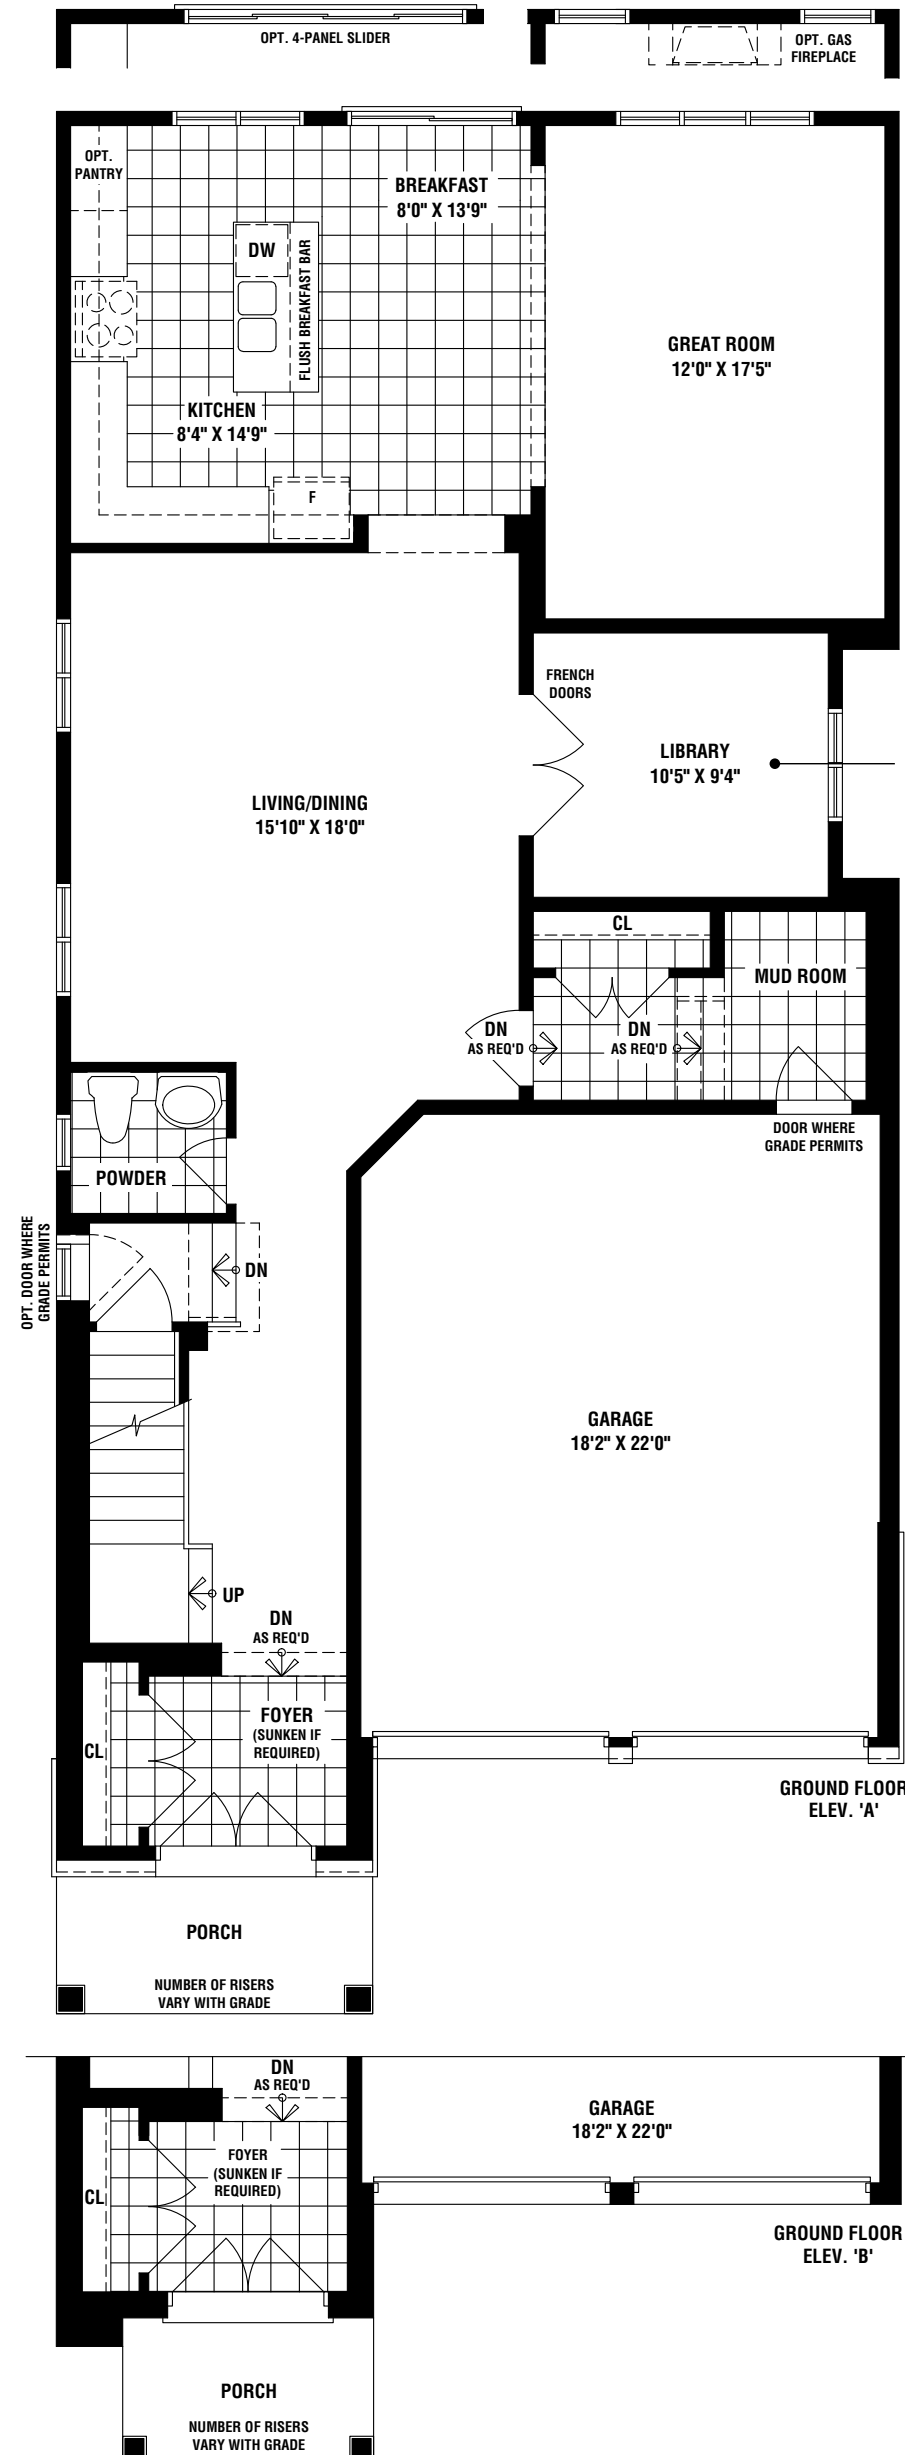 OPT. 4-PANEL SLIDER
OPT. GAS
FIREPLACE
OPT.
PANTRY
BREAKFAST
8'0" X 13'9"
DW
FLUSH BREAKFAST BAR
GREAT ROOM
12'0" X 17'5"
KITCHEN
8'4" X 14'9"
F
FRENCH
DOORS
LIBRARY
10'5" X 9'4"
LIVING/DINING
15'10" X 18'0"
CL
MUD ROOM
DN
AS REQ'D
DN
AS REQ'D
DOOR WHERE
GRADE PERMITS
POWDER
OPT. DOOR WHERE
GRADE PERMITS
DN
GARAGE
18'2" X 22'0"
UP
DN
AS REQ'D
FOYER
(SUNKEN IF
REQUIRED)
CL
GROUND FLOOR
ELEV. 'A'
PORCH
NUMBER OF RISERS
VARY WITH GRADE
DN
AS REQ'D
GARAGE
18'2" X 22'0"
FOYER
(SUNKEN IF
REQUIRED)
CL
GROUND FLOOR
ELEV. 'B'
PORCH
NUMBER OF RISERS
VARY WITH GRADE